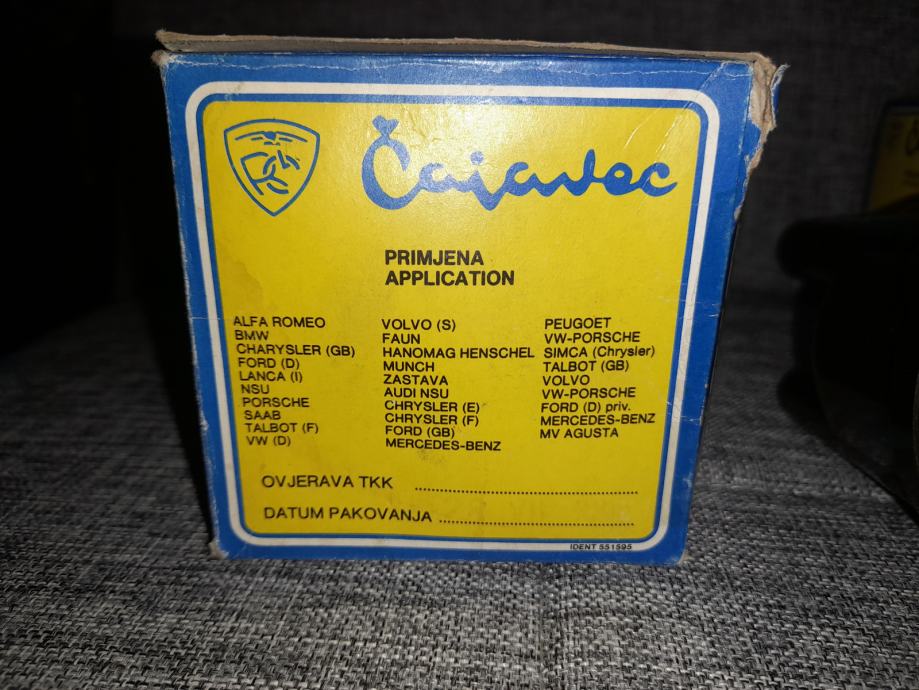 Čajavec
PRIMJENA
APPLICATION
ALFA ROMEO
BMW
CHARYSLER (GB)
FORD (D)
LANCA (I)
NSU
PORSCHE
SAAB
TALBOT (F)
VW (D)
VOLVO (S)
FAUN
HANOMAG HENSCHEL
MUNCH
ZASTAVA
AUDI NSU
CHRYSLER (E)
CHRYSLER (F)
FORD (GB)
MERCEDES-BENZ
PEUGOET
VW-PORSCHE
SIMCA (Chrysler)
TALBOT (GB)
VOLVO
VW-PORSCHE
FORD (D) priv.
MERCEDES-BENZ
MV AGUSTA
OVJERAVA TKK
DATUM PAKOVANJA
IDENT 551595